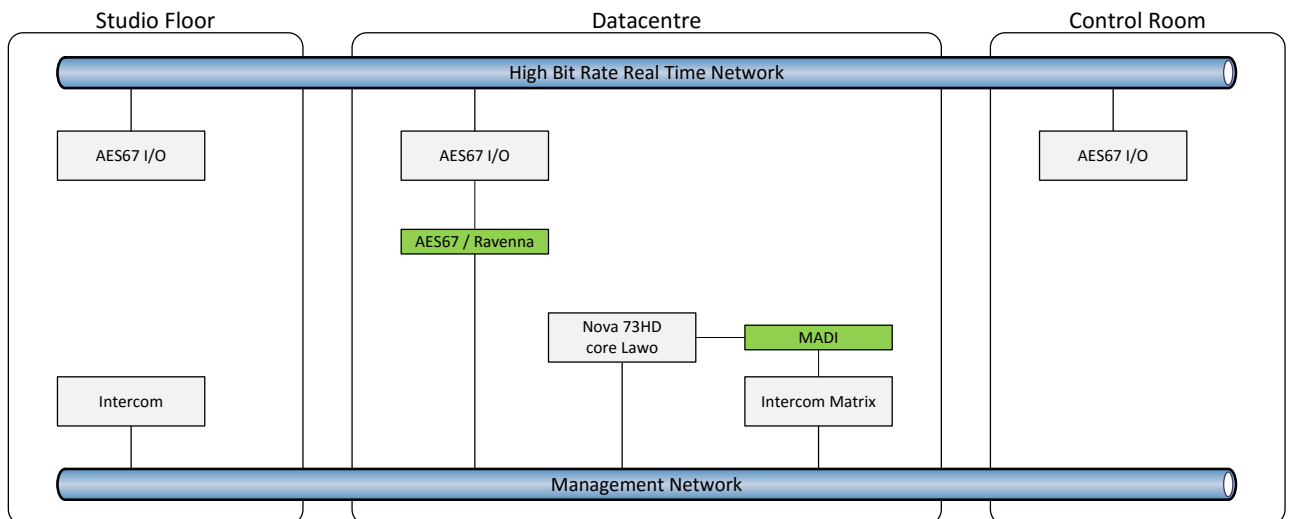 Studio Floor
Datacentre
Control Room
High Bit Rate Real Time Network
AES67 I/O
AES67 I/O
AES67 I/O
AES67 / Ravenna
Nova 73HD
core Lawo
MADI
Intercom
Intercom Matrix
Management Network